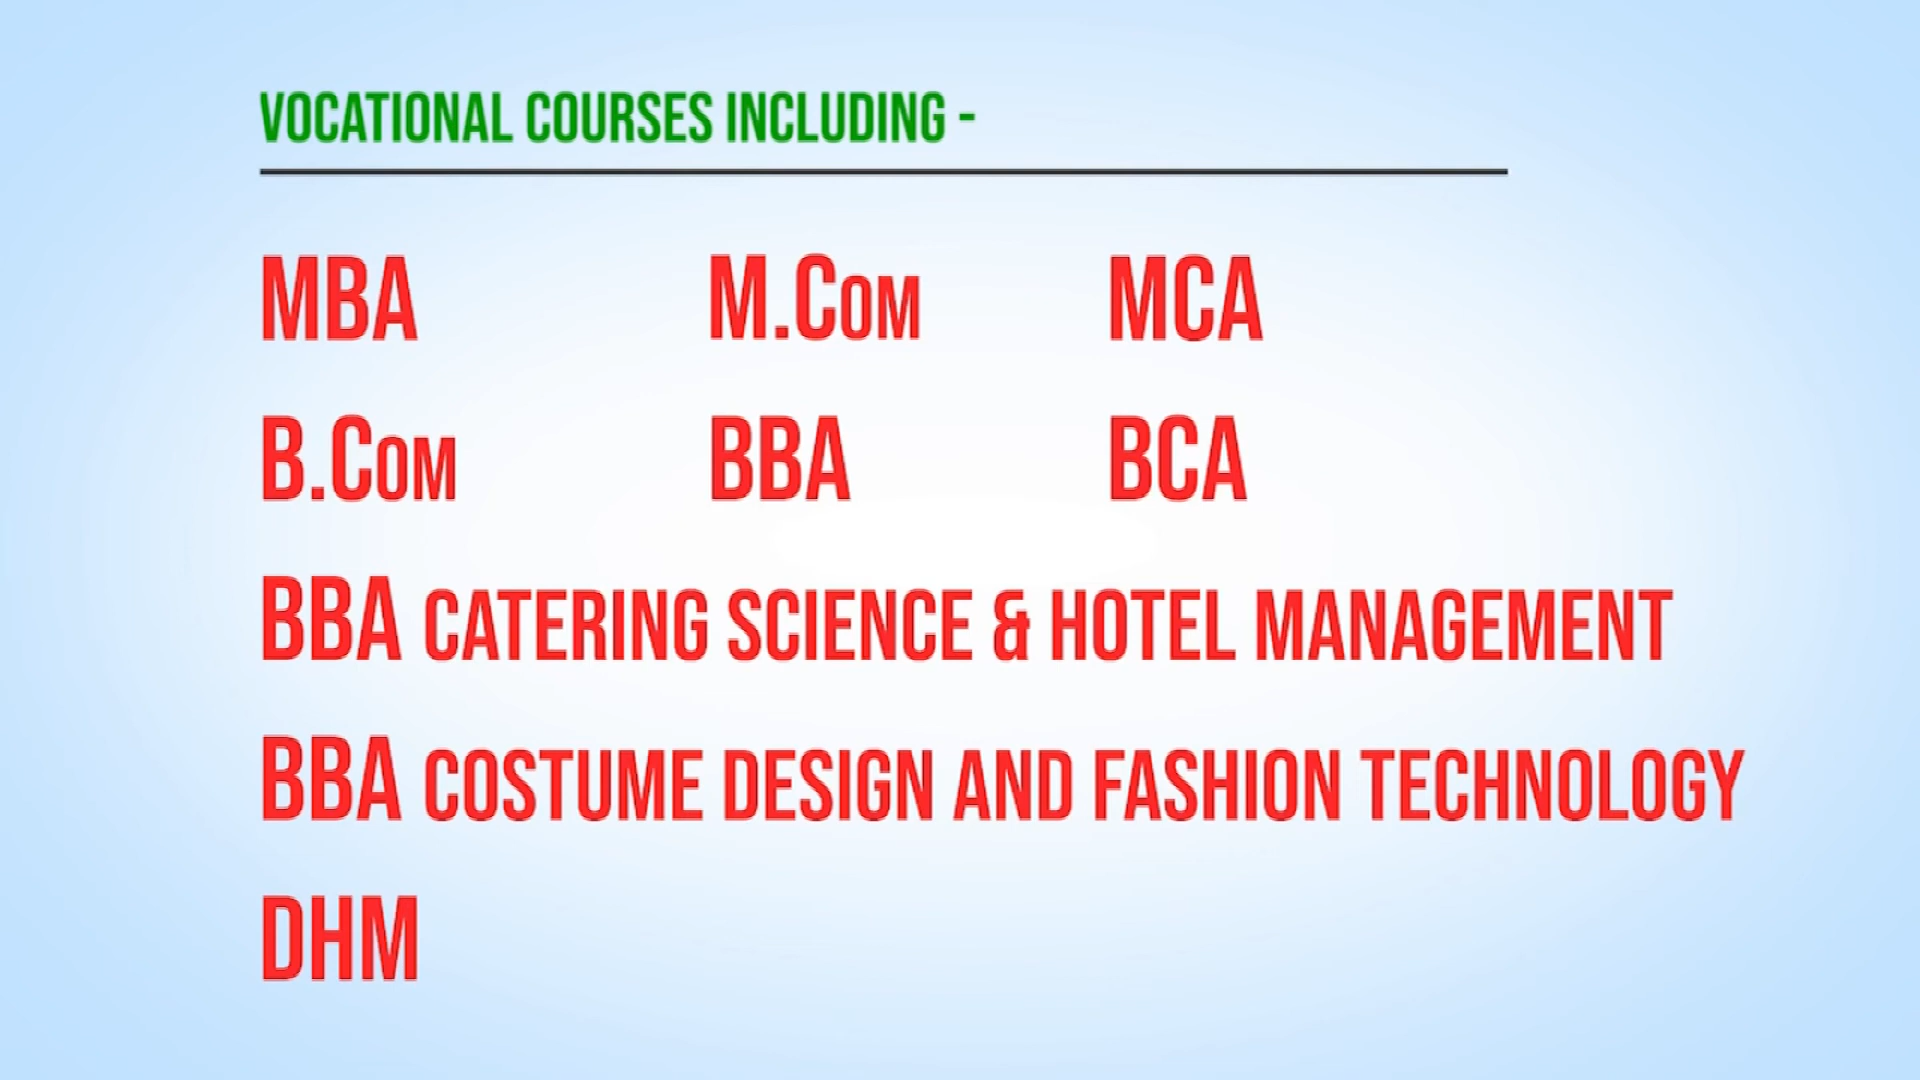 VOCATIONAL COURSES INCLUDING -
MBA M.COM MCA
B.COM BBA BCA
BBA CATERING SCIENCE & HOTEL MANAGEMENT
BBA COSTUME DESIGN AND FASHION TECHNOLOGY
DHM